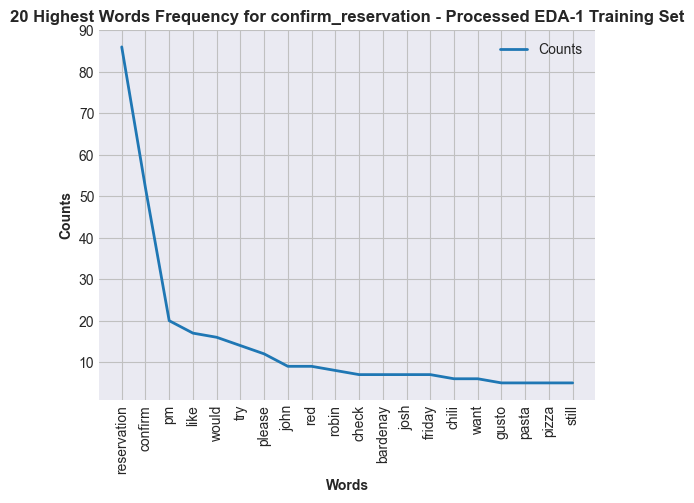 20 Highest Words Frequency for confirm_reservation - Processed EDA-1 Training Set
Counts
90
80
70
60
50
40
30
20
10
Counts
reservation
confirm
pm
like
would
try
please
john
red
robin
check
bardenay
josh
friday
chili
want
gusto
pasta
pizza
still
Words